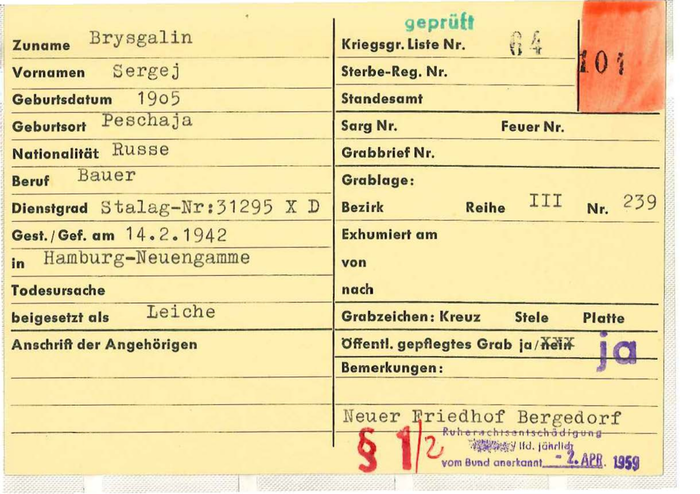 geprüft
Zuname Brysgalin
Vornamen Sergej
Geburtsdatum 1905
Geburtsort Peschaja
Nationalität Russe
Beruf Bauer
Dienstgrad Stalag-Nr:31295 X D
Gest./Gef. am 14.2.1942
in Hamburg-Neuengamme
Todesursache
beigesetzt als Leiche
Anschrift der Angehörigen
Kriegsgr. Liste Nr. 64
101
Sterbe-Reg. Nr.
Standesamt
Sarg Nr. Feuer Nr.
Grabbrief Nr.
Grablage:
Bezirk Reihe III Nr. 239
Exhumiert am
von
nach
Grabzeichen: Kreuz Stele Platte
Öffentl. gepflegtes Grab ja/nein ja
Bemerkungen:
Neuer Friedhof Bergedorf
§ 1/2
Ruherechtsentschädigung
lfd. jährlich
vom Bund anerkannt - 2. APR. 1959